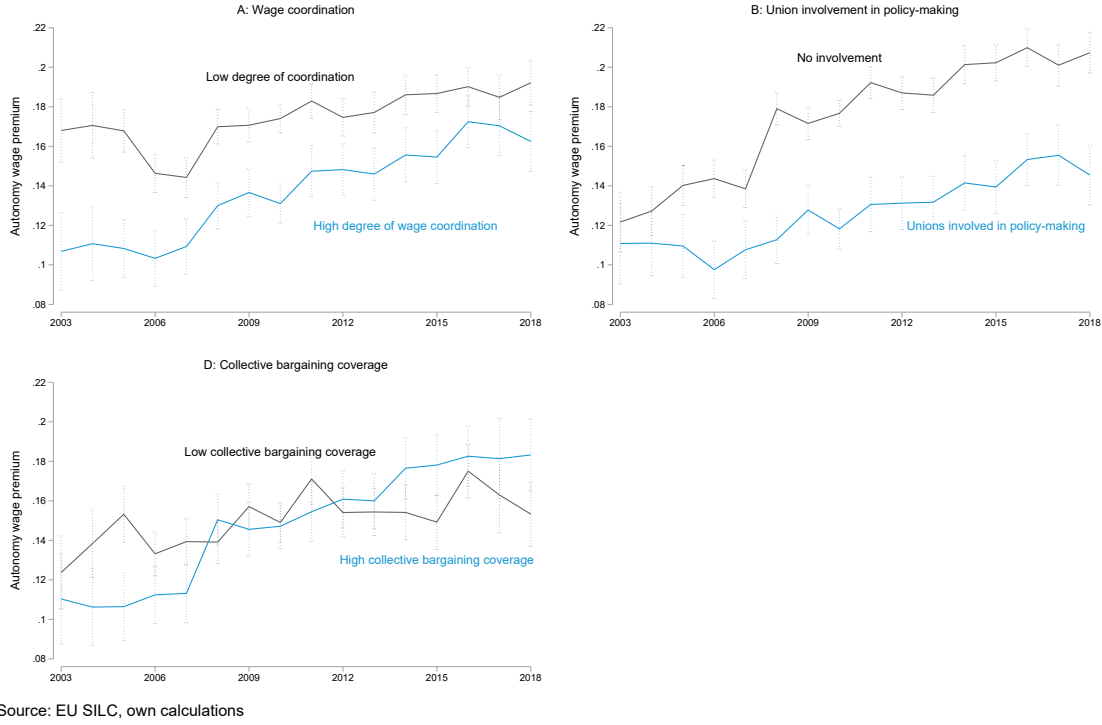 A: Wage coordination
.22
.2
.18
.16
.14
.12
.1
.08
Autonomy wage premium
Low degree of coordination
High degree of wage coordination
2003 2006 2009 2012 2015 2018
B: Union involvement in policy-making
.22
.2
.18
.16
.14
.12
.1
.08
Autonomy wage premium
No involvement
Unions involved in policy-making
2003 2006 2009 2012 2015 2018
D: Collective bargaining coverage
.22
.2
.18
.16
.14
.12
.1
.08
Autonomy wage premium
Low collective bargaining coverage
High collective bargaining coverage
2003 2006 2009 2012 2015 2018
Source: EU SILC, own calculations